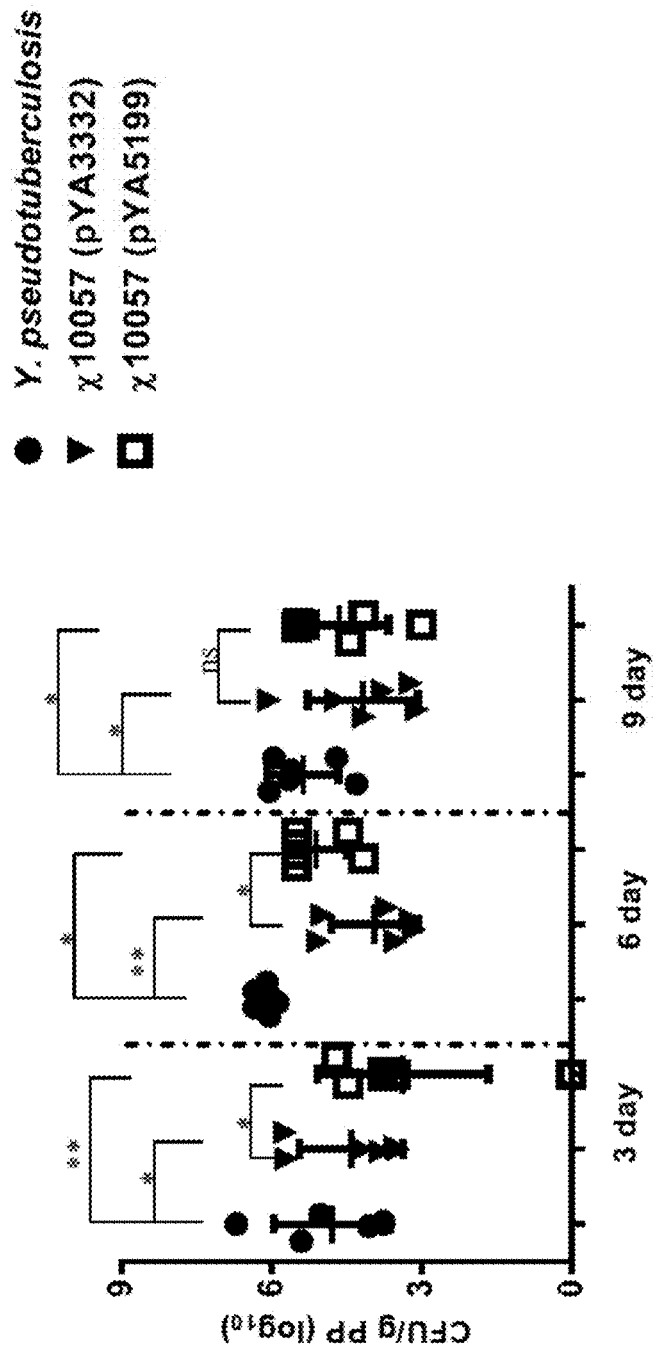 Y. pseudotuberculosis
χ10057 (pYA3332)
χ10057 (pYA5199)
CFU/g PP (log₁₀)
9
6
3
0
**
*
*
*
**
*
*
*
ns
3 day
6 day
9 day